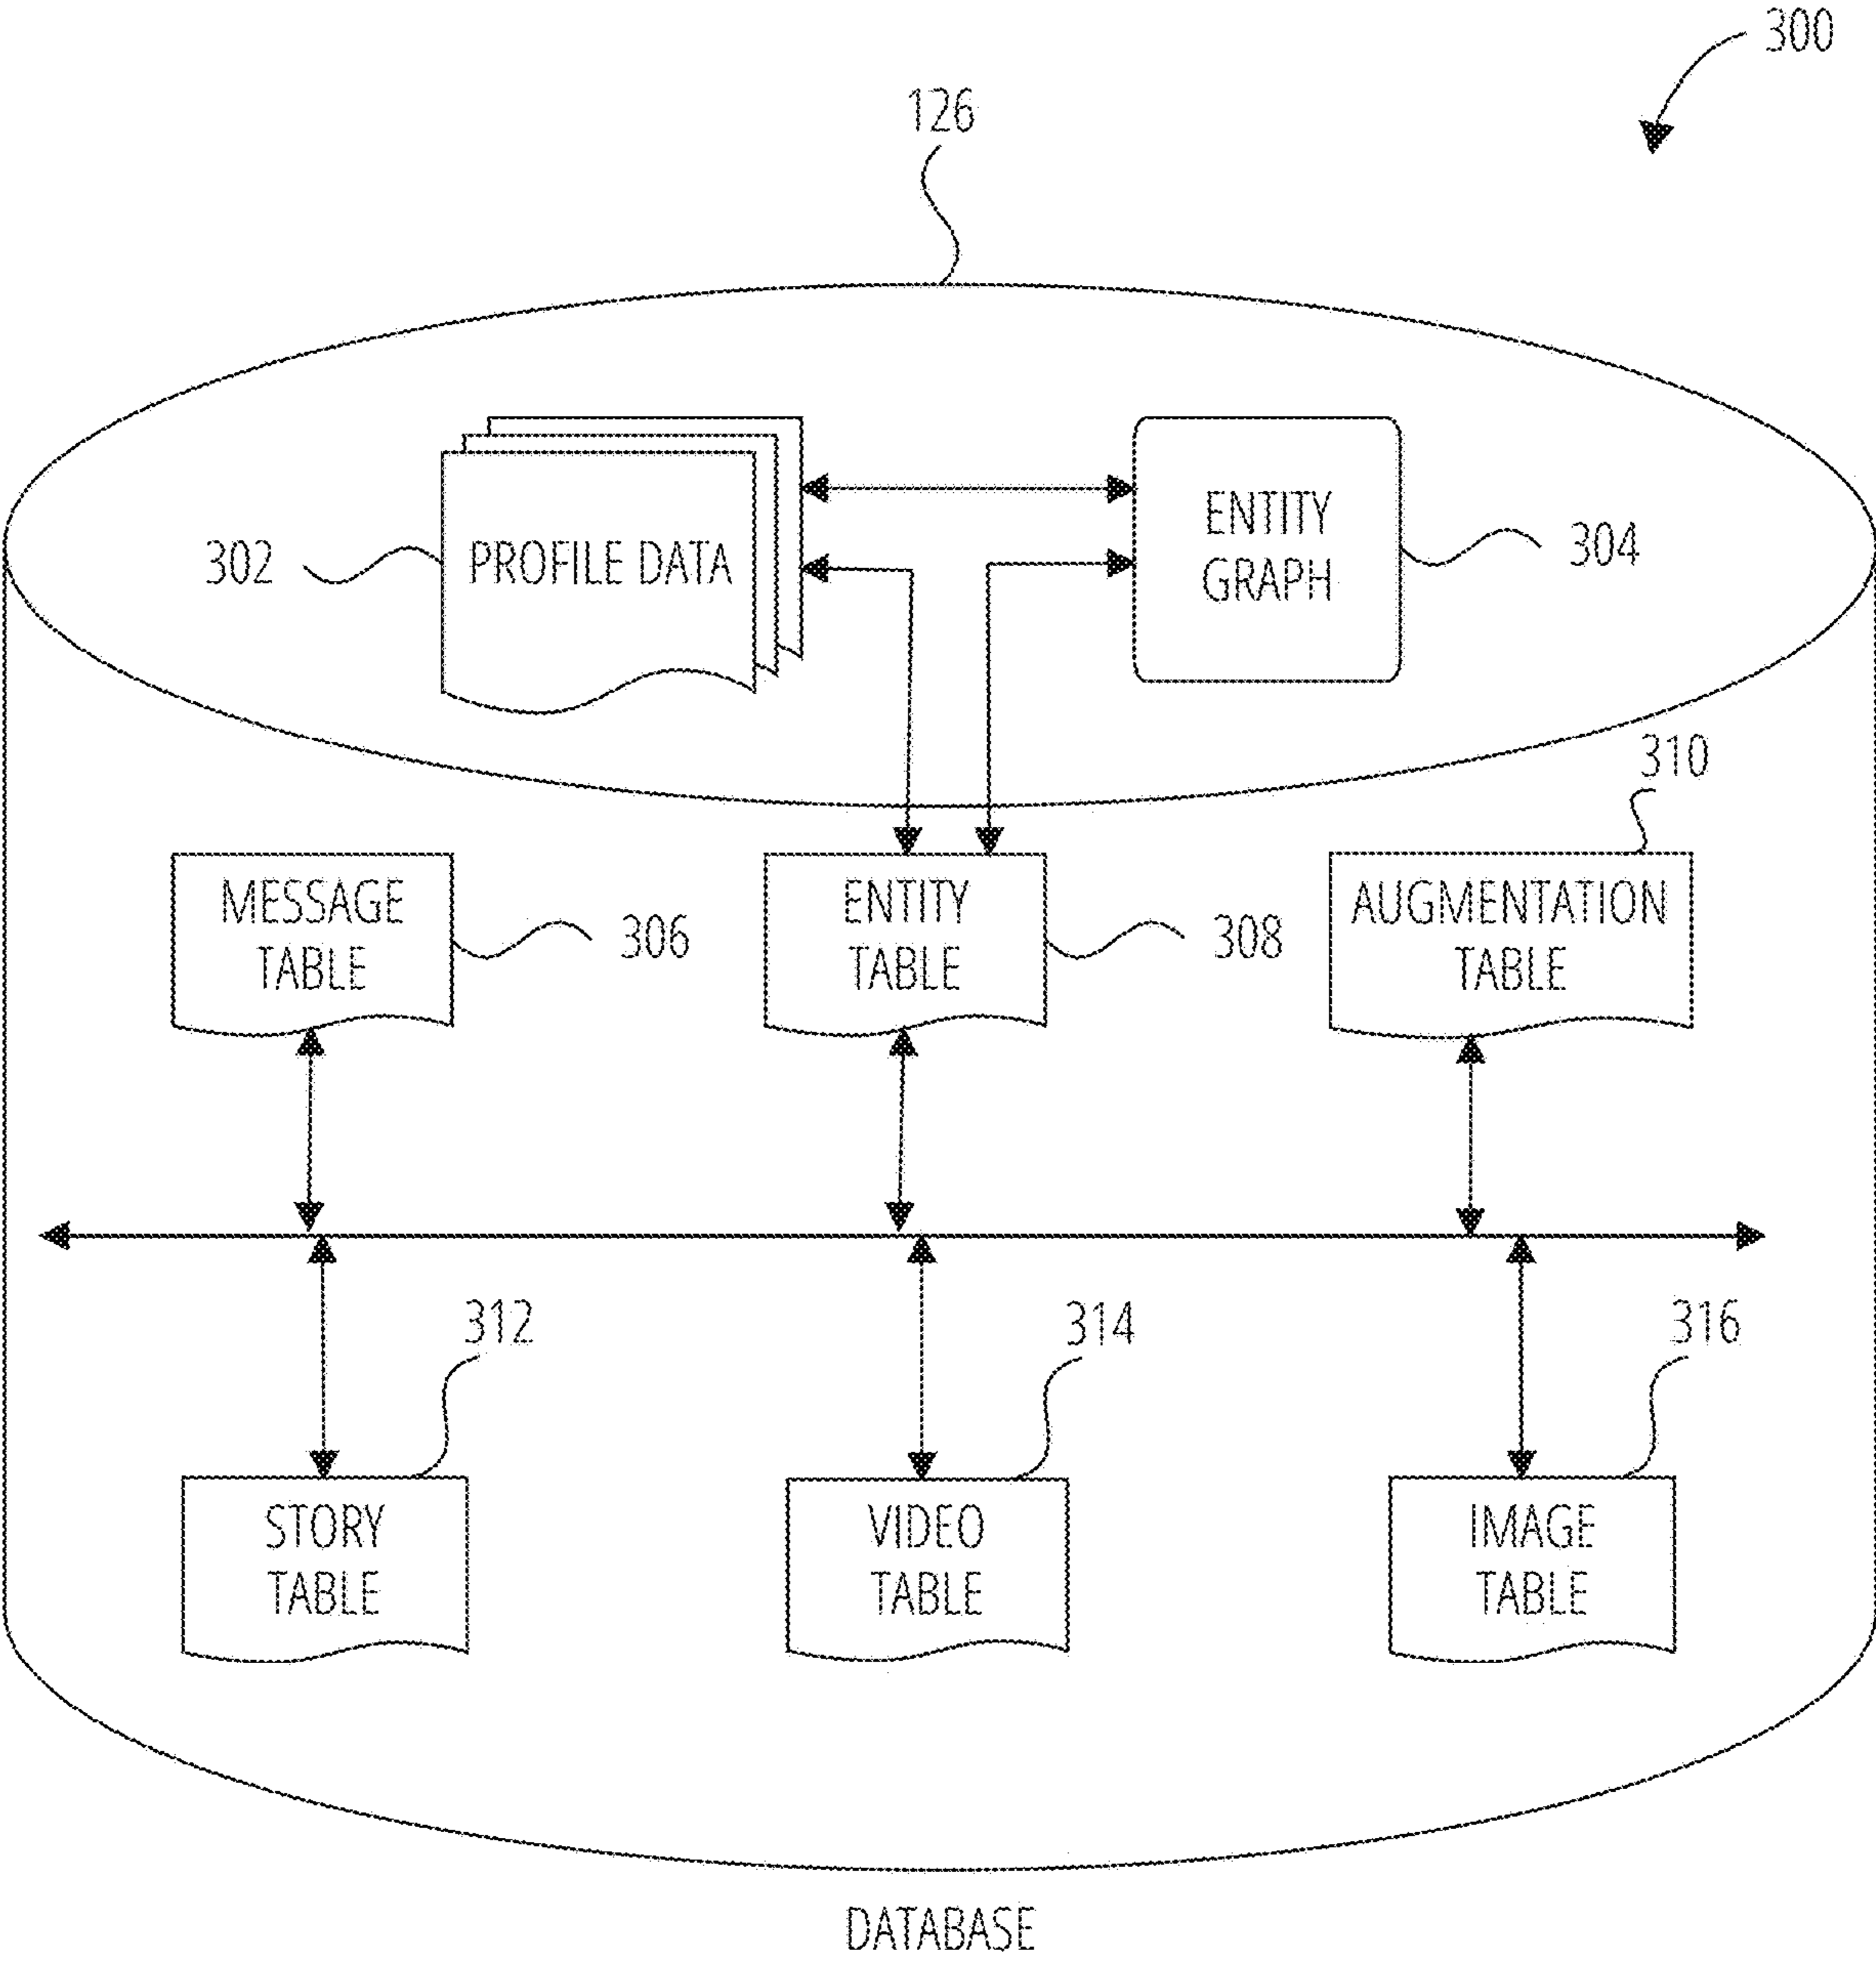 300
126
302
PROFILE DATA
ENTITY
GRAPH
304
310
MESSAGE
TABLE
306
ENTITY
TABLE
308
AUGMENTATION
TABLE
312
314
316
STORY
TABLE
VIDEO
TABLE
IMAGE
TABLE
DATABASE